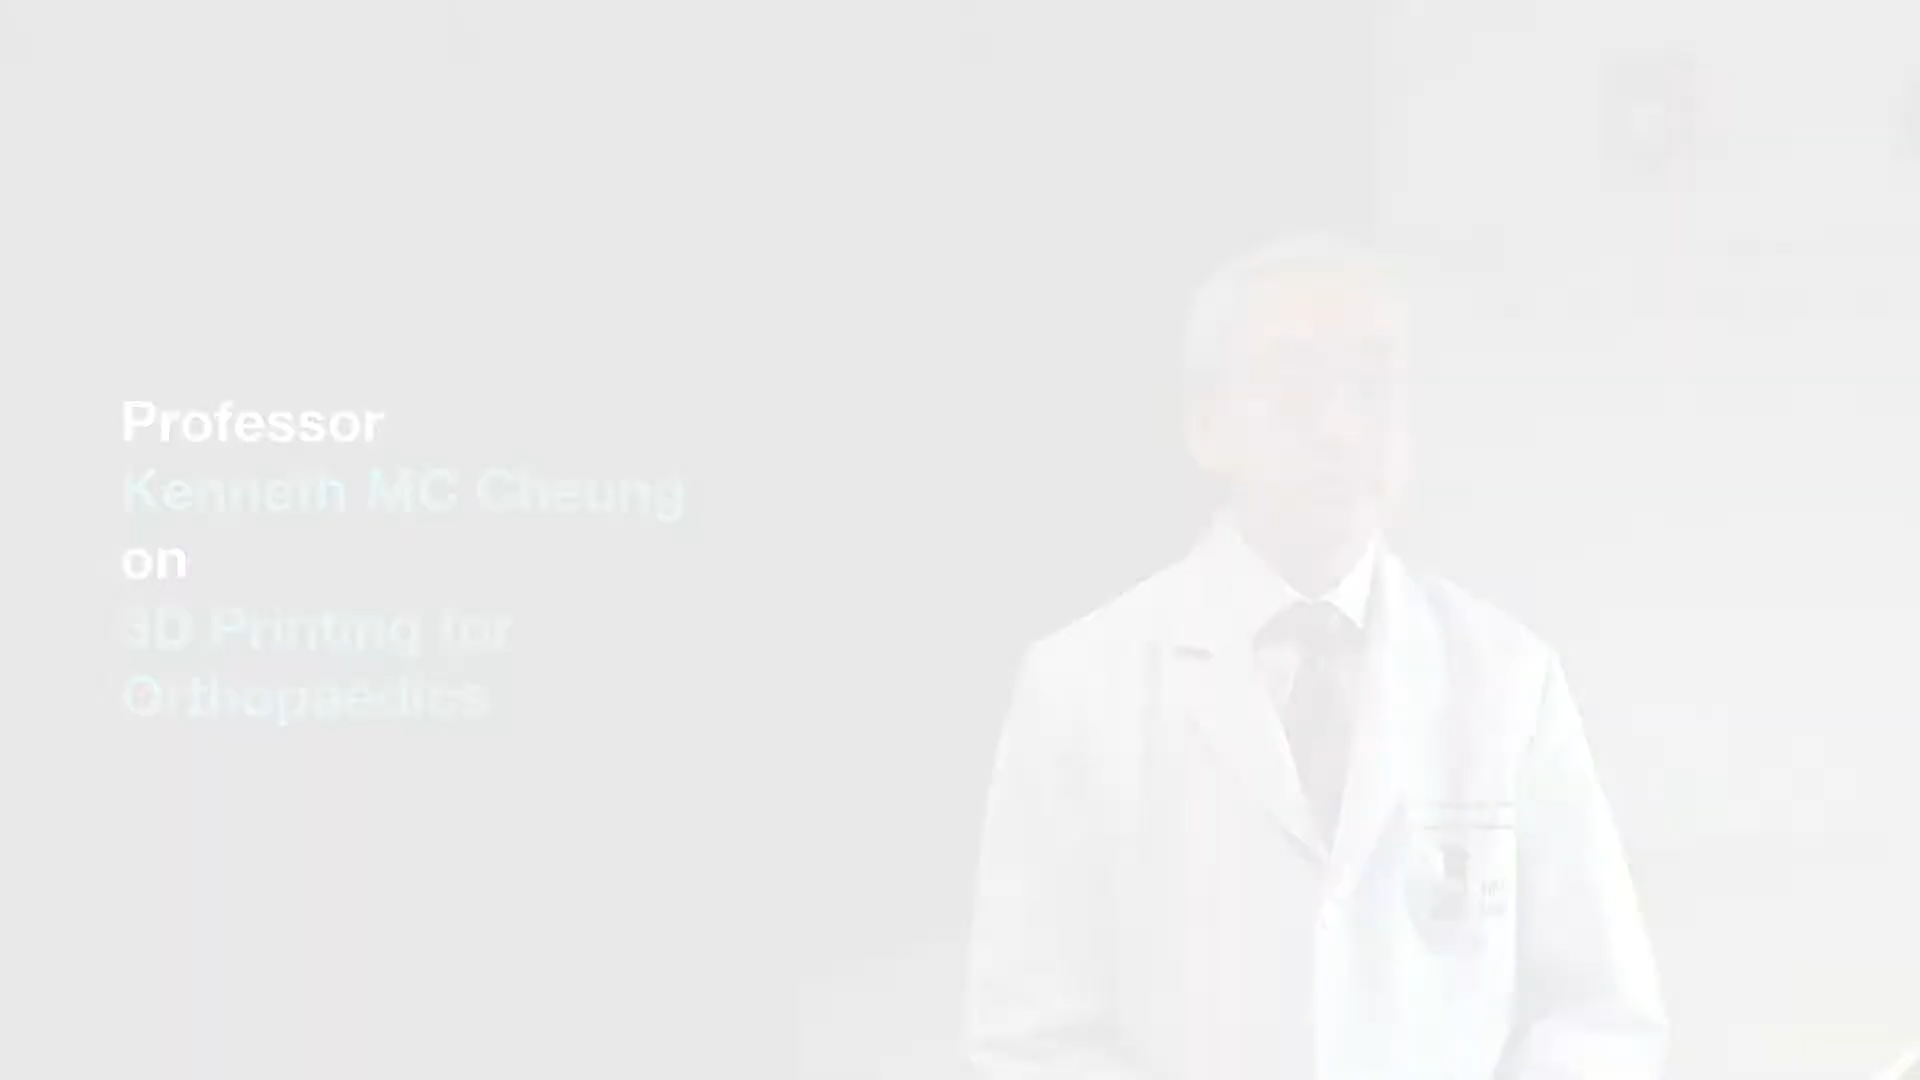 Professor
Kenneth MC Cheung
on
3D Printing for
Orthopaedics